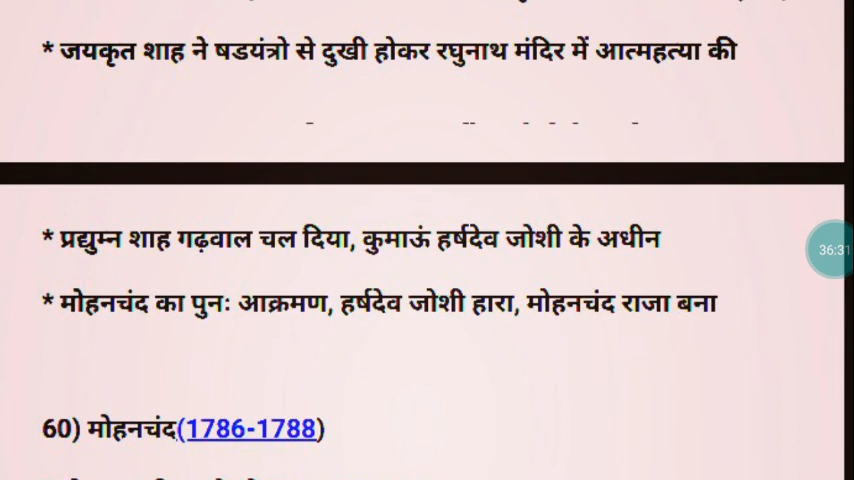 * जयकृत शाह ने षडयंत्रो से दुखी होकर रघुनाथ मंदिर में आत्महत्या की
* प्रद्युम्न शाह गढ़वाल चल दिया, कुमाऊं हर्षदेव जोशी के अधीन
36:31
* मोहनचंद का पुनः आक्रमण, हर्षदेव जोशी हारा, मोहनचंद राजा बना
60) मोहनचंद(1786-1788)